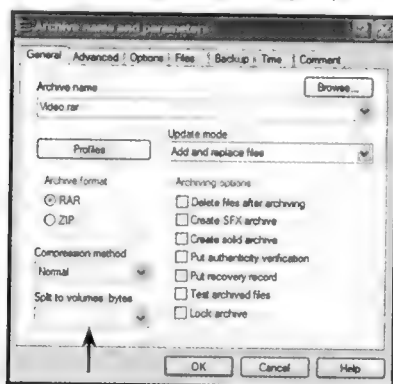 Archive name and parameters
General Advanced Options Files Backup Time Comment
Archive name
Browse...
Video.rar
Update mode
Profiles
Add and replace files
Archive format
Archiving options
RAR
Delete files after archiving
ZIP
Create SFX archive
Create solid archive
Compression method
Put authenticity verification
Normal
Put recovery record
Split to volumes, bytes
Test archived files
Lock archive
OK Cancel Help